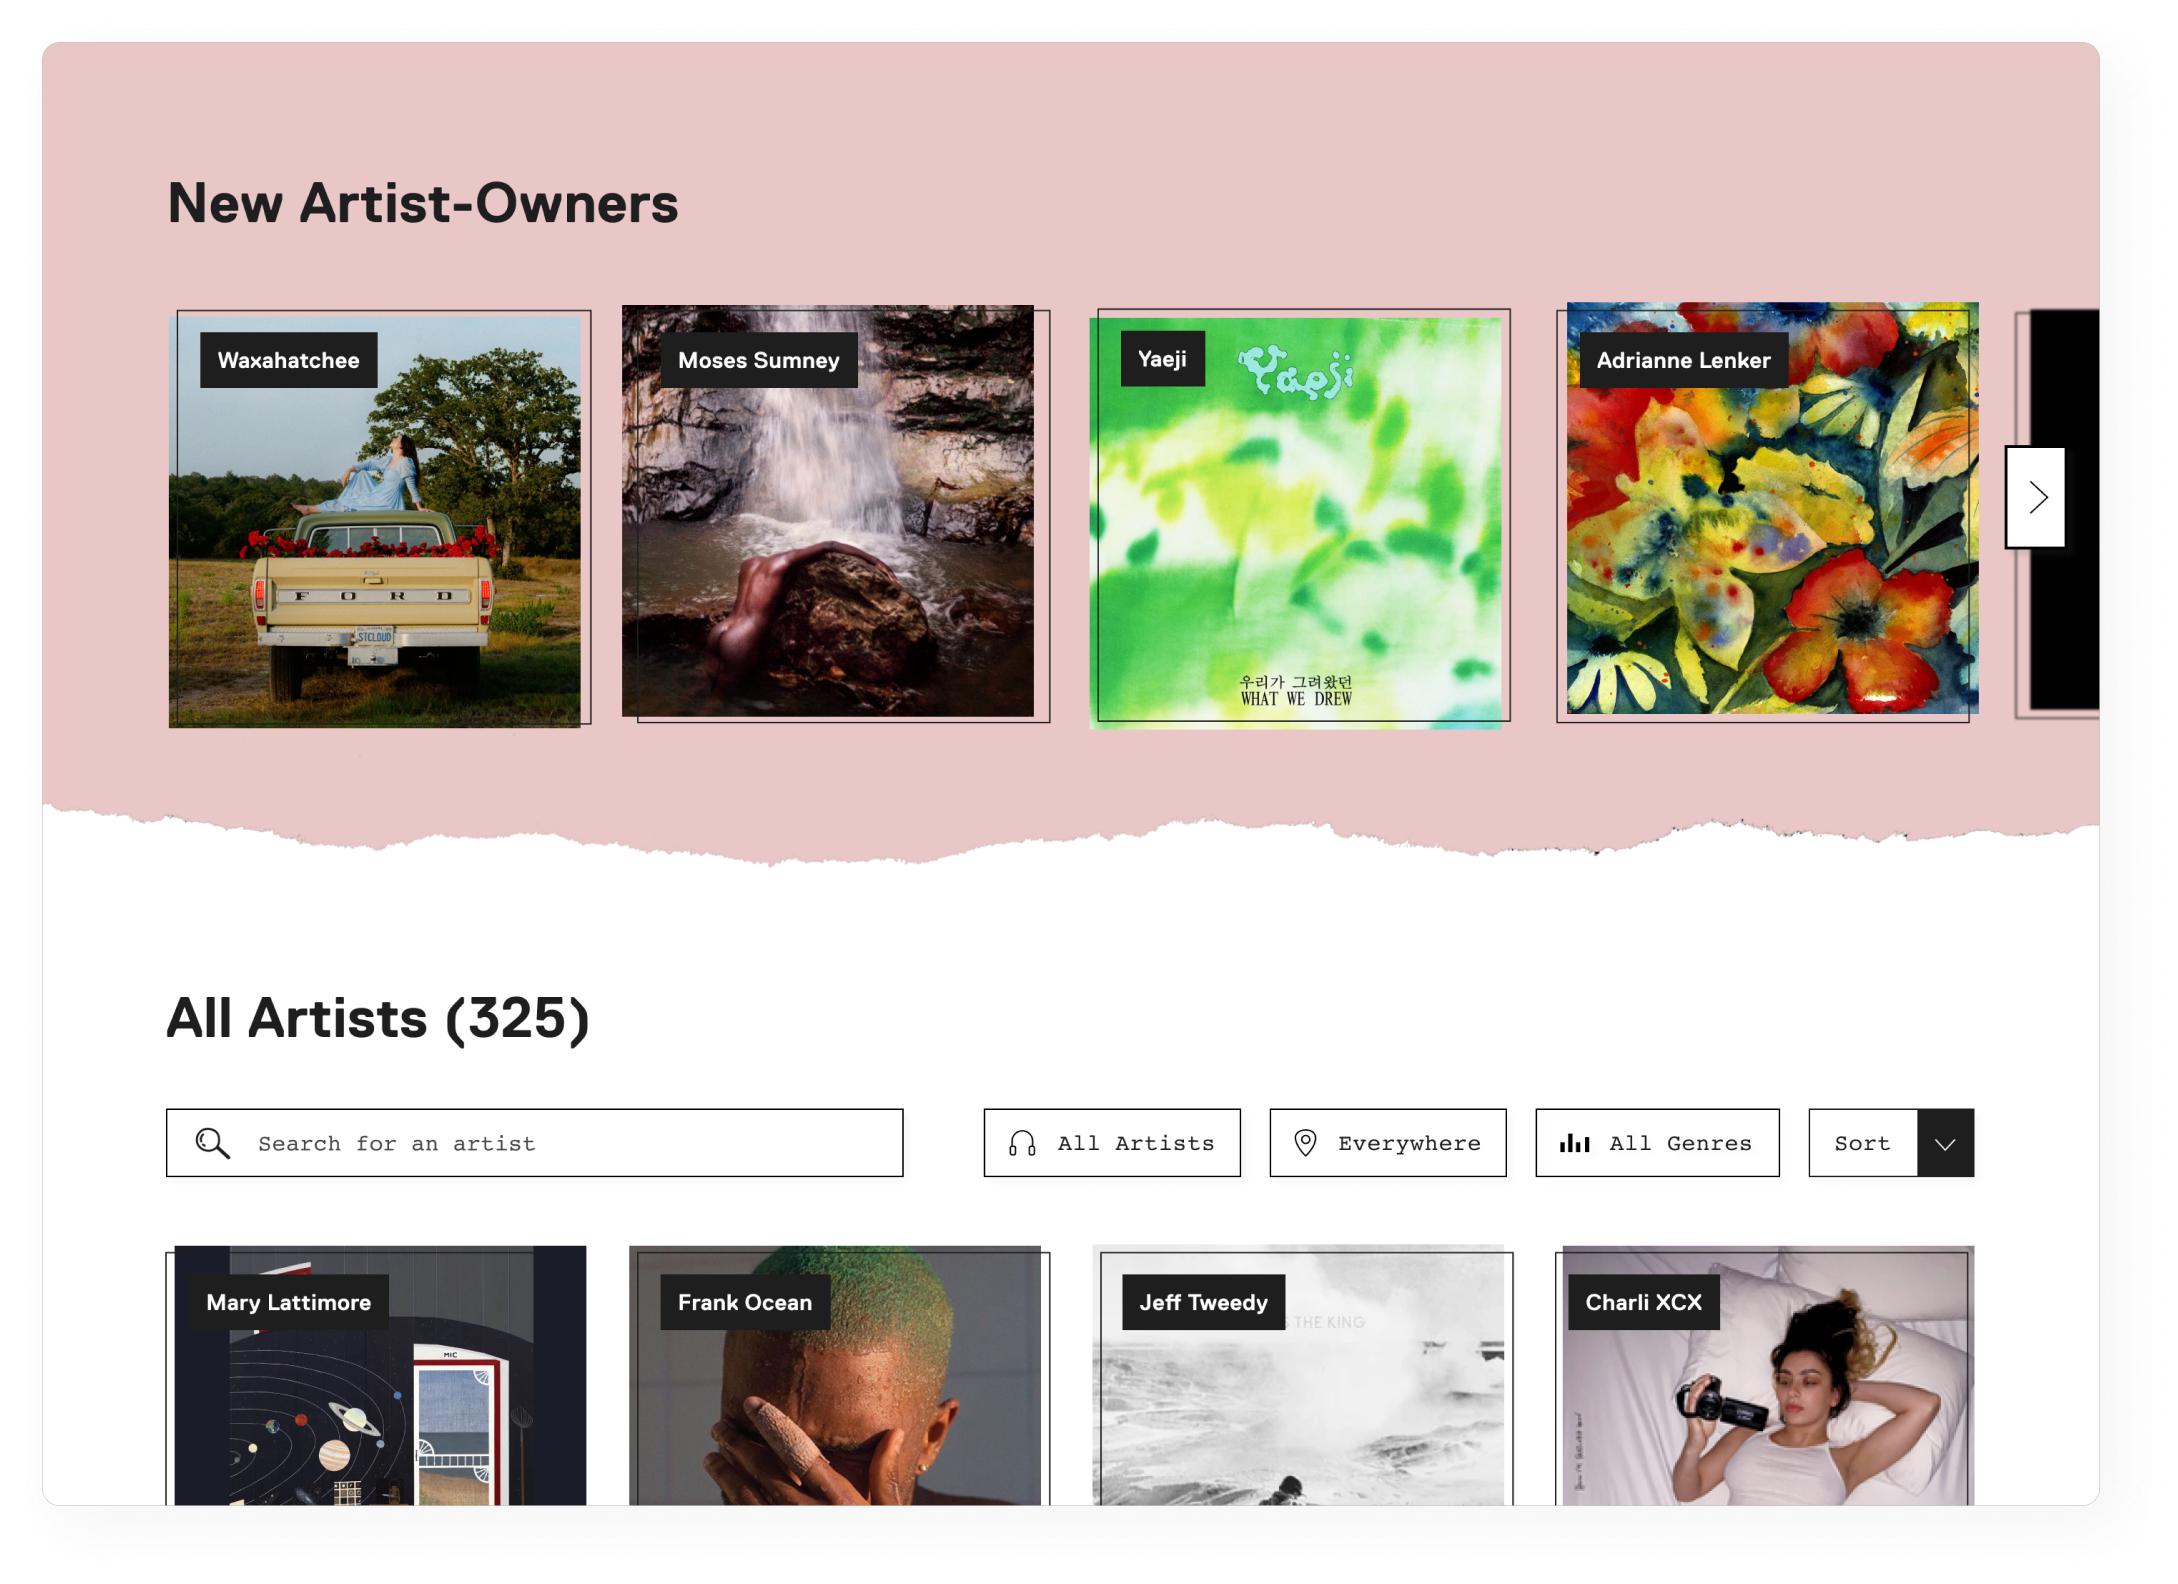 New Artist-Owners
Waxahatchee
Moses Sumney
Yaeji
Yaeji
Adrianne Lenker
FORD
STCLOUD
우리가 그려왔던
WHAT WE DREW
All Artists (325)
Search for an artist
All Artists
Everywhere
All Genres
Sort
Mary Lattimore
Frank Ocean
Jeff Tweedy
THE KING
Charli XCX
MIC